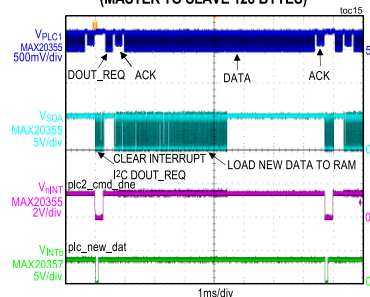 (MASTER TO SLAVE 128 BYTES)
toc15
VPLC1
MAX20355
500mV/div
DOUT_REQ
ACK
DATA
ACK
VSDA
MAX20355
5V/div
CLEAR INTERRUPT
I²C DOUT_REQ
LOAD NEW DATA TO RAM
VnINT
MAX20355
2V/div
plc2_cmd_dne
VINTb
MAX20357
5V/div
plc_new_dat
1ms/div